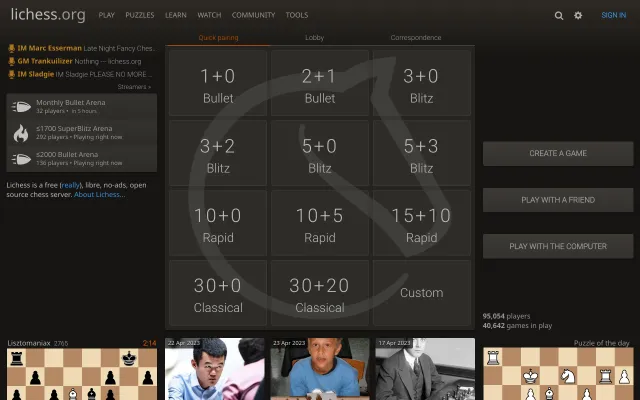 lichess.org PLAY PUZZLES LEARN WATCH COMMUNITY TOOLS SIGN IN
IM Marc Esserman Late Night Fancy Ches…
GM Trankuilizer Nothing — lichess.org
IM Sladgie IM Sladgie PLEASE NO MORE …
Streamers »
Monthly Bullet Arena
32 players • in 5 hours
≤1700 SuperBlitz Arena
292 players • Playing right now
≤2000 Bullet Arena
136 players • Playing right now
Lichess is a free (really), libre, no-ads, open
source chess server. About Lichess...
Quick pairing Lobby Correspondence
1+0 2+1 3+0
Bullet Bullet Blitz
3+2 5+0 5+3
Blitz Blitz Blitz
10+0 10+5 15+10
Rapid Rapid Rapid
30+0 30+20 Custom
Classical Classical
CREATE A GAME
PLAY WITH A FRIEND
PLAY WITH THE COMPUTER
95,054 players
40,642 games in play
Lisztomaniax 2765 2:14
22 Apr 2023 23 Apr 2023 17 Apr 2023
Puzzle of the day